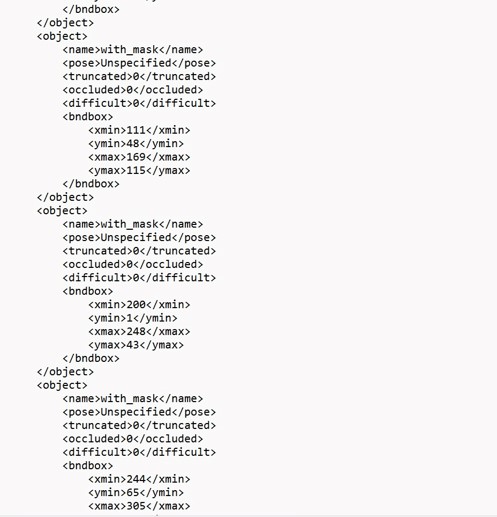 </bndbox>
</object>
<object>
<name>with_mask</name>
<pose>Unspecified</pose>
<truncated>0</truncated>
<occluded>0</occluded>
<difficult>0</difficult>
<bndbox>
<xmin>111</xmin>
<ymin>48</ymin>
<xmax>169</xmax>
<ymax>115</ymax>
</bndbox>
</object>
<object>
<name>with_mask</name>
<pose>Unspecified</pose>
<truncated>0</truncated>
<occluded>0</occluded>
<difficult>0</difficult>
<bndbox>
<xmin>200</xmin>
<ymin>1</ymin>
<xmax>248</xmax>
<ymax>43</ymax>
</bndbox>
</object>
<object>
<name>with_mask</name>
<pose>Unspecified</pose>
<truncated>0</truncated>
<occluded>0</occluded>
<difficult>0</difficult>
<bndbox>
<xmin>244</xmin>
<ymin>65</ymin>
<xmax>305</xmax>